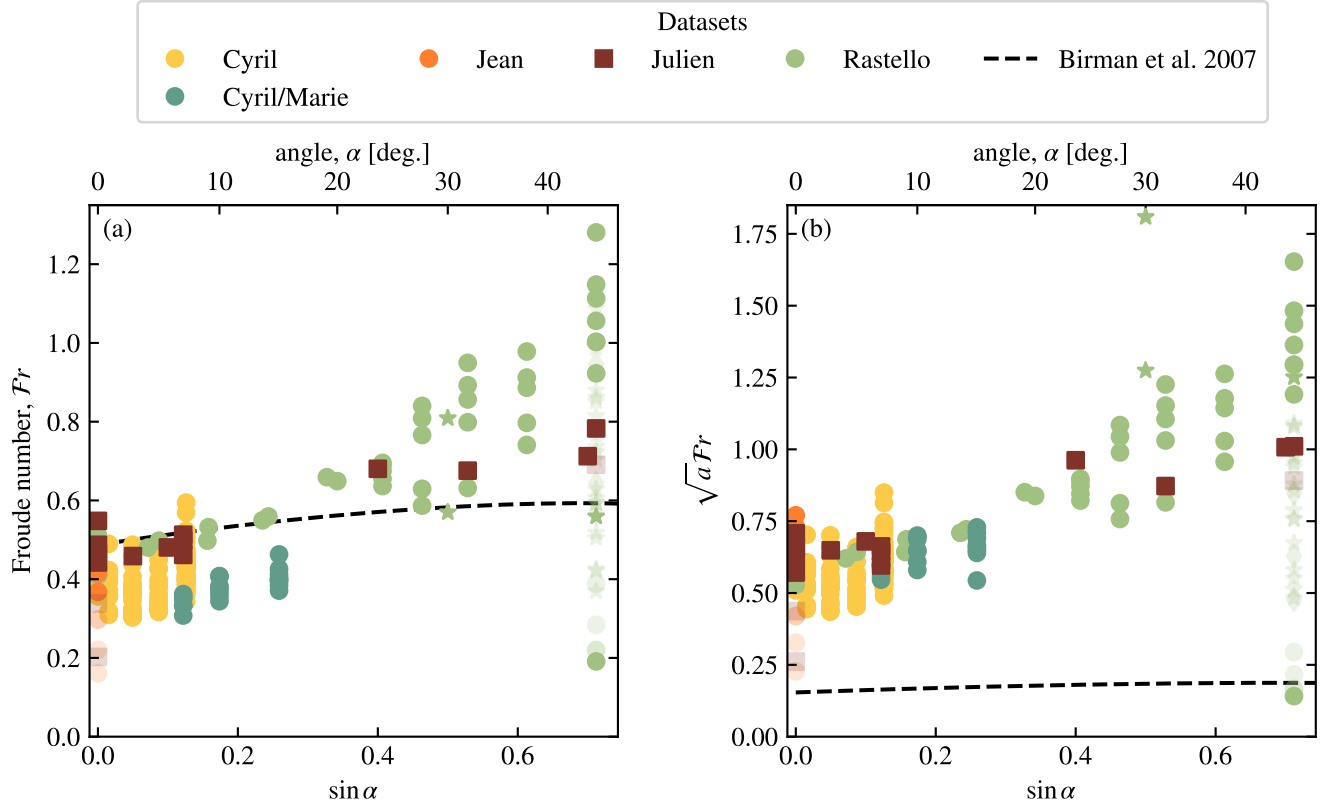 Datasets
Cyril Jean Julien Rastello Birman et al. 2007
Cyril/Marie
angle, α [deg.]
0 10 20 30 40
(a)
Froude number, ℱr
1.2
1.0
0.8
0.6
0.4
0.2
0.0
0.0 0.2 0.4 0.6
sin α
angle, α [deg.]
0 10 20 30 40
(b)
√a ℱr
1.75
1.50
1.25
1.00
0.75
0.50
0.25
0.00
0.0 0.2 0.4 0.6
sin α